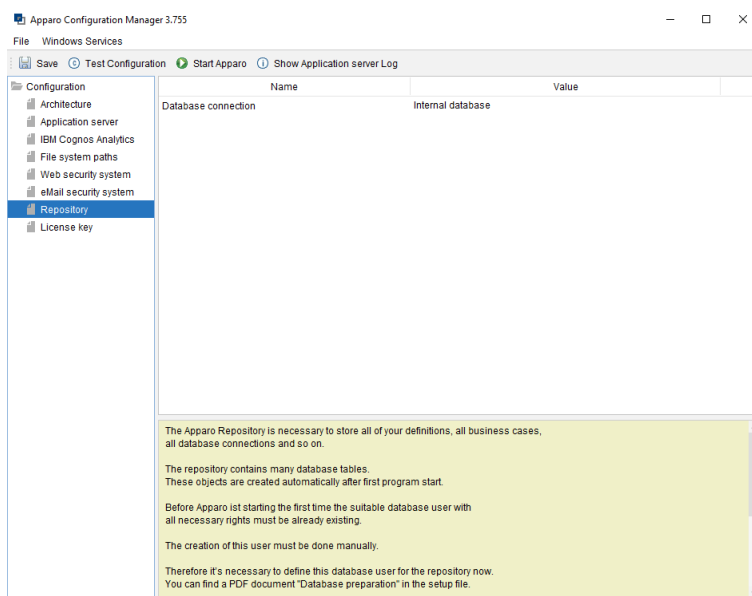 Apparo Configuration Manager 3.755
File Windows Services
Save Test Configuration Start Apparo Show Application server Log
Configuration
Architecture
Application server
IBM Cognos Analytics
File system paths
Web security system
eMail security system
Repository
License key
Name Value
Database connection Internal database
The Apparo Repository is necessary to store all of your definitions, all business cases,
all database connections and so on.
The repository contains many database tables.
These objects are created automatically after first program start.
Before Apparo ist starting the first time the suitable database user with
all necessary rights must be already existing.
The creation of this user must be done manually.
Therefore it's necessary to define this database user for the repository now.
You can find a PDF document "Database preparation" in the setup file.